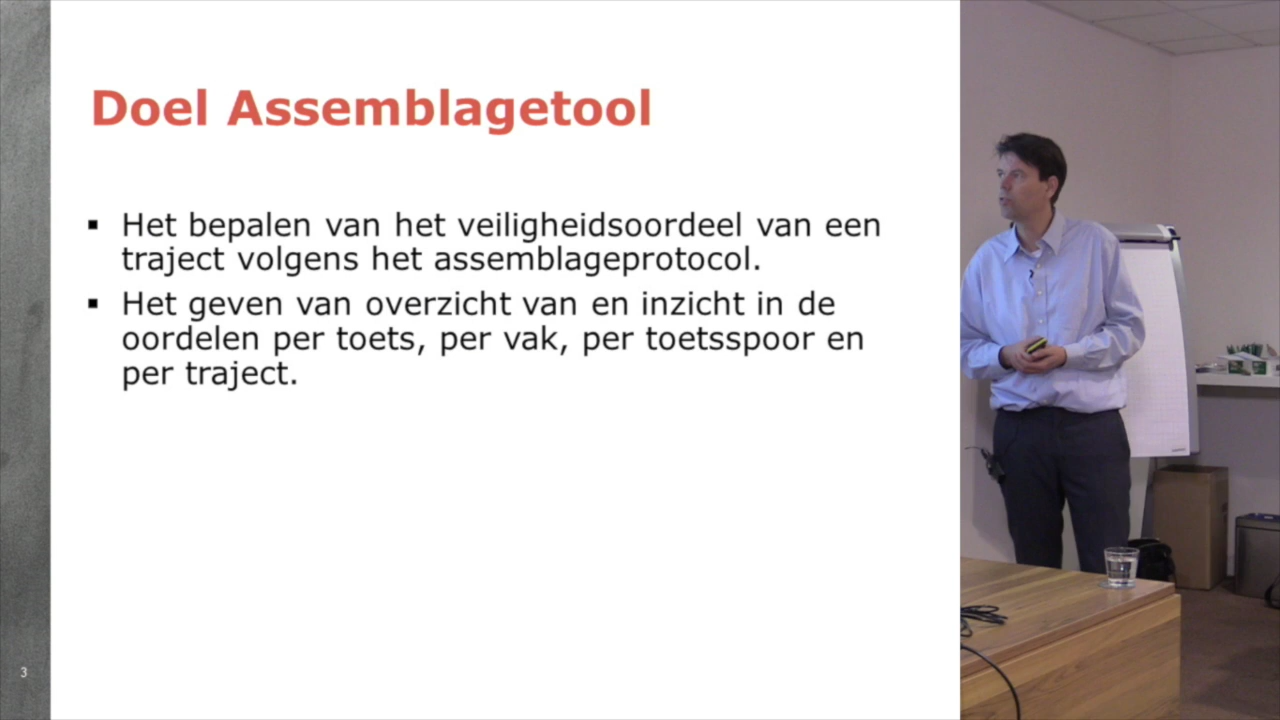 Doel Assemblagetool
▪ Het bepalen van het veiligheidsoordeel van een
traject volgens het assemblageprotocol.
▪ Het geven van overzicht van en inzicht in de
oordelen per toets, per vak, per toetsspoor en
per traject.
3